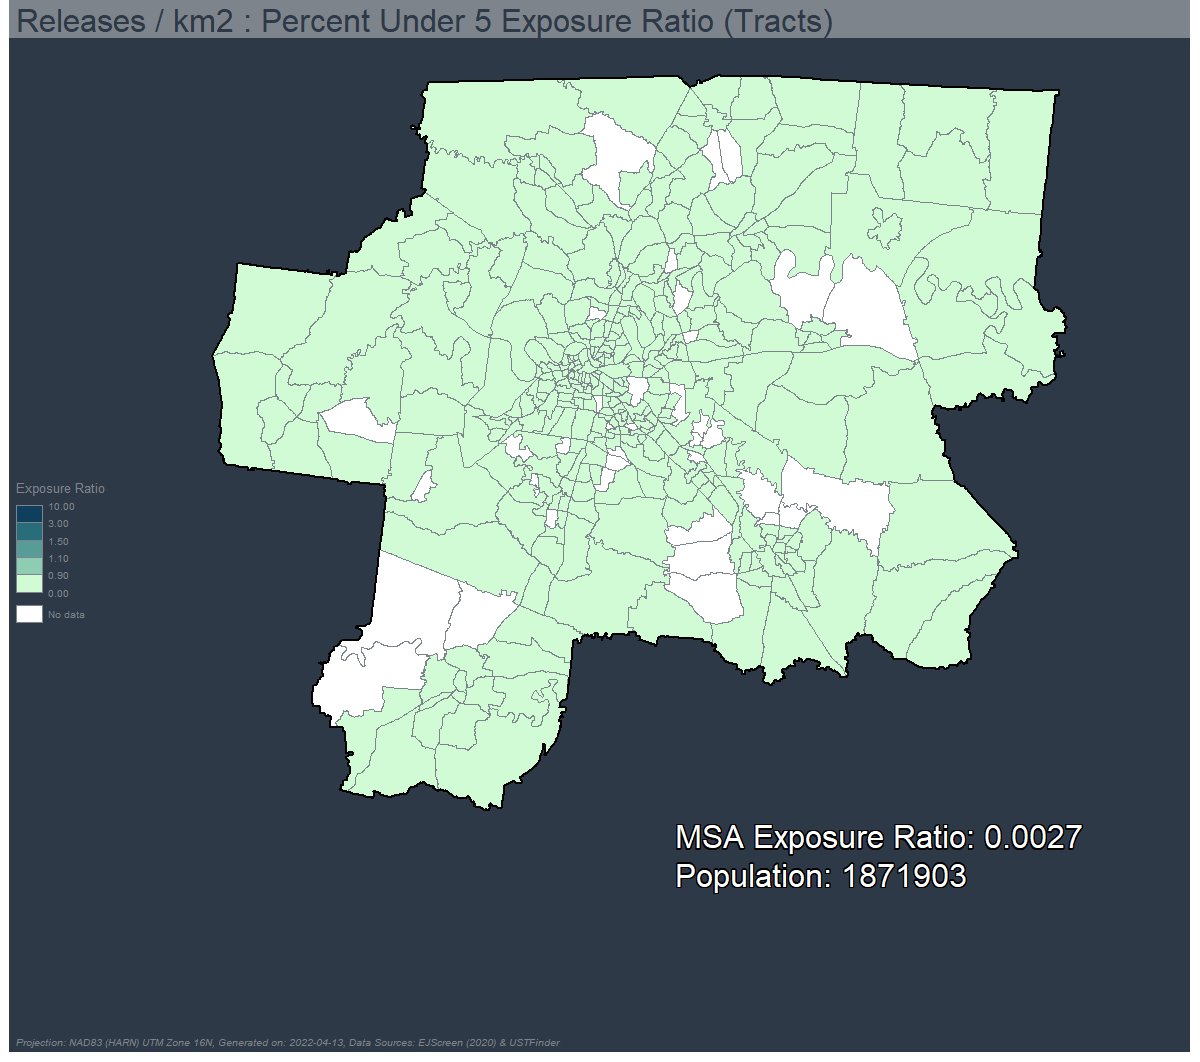 Releases / km2 : Percent Under 5 Exposure Ratio (Tracts)
Exposure Ratio
10.00
3.00
1.50
1.10
0.90
0.00
No data
MSA Exposure Ratio: 0.0027
Population: 1871903
Projection: NAD83 (HARN) UTM Zone 16N, Generated on: 2022-04-13, Data Sources: EJScreen (2020) & USTFinder